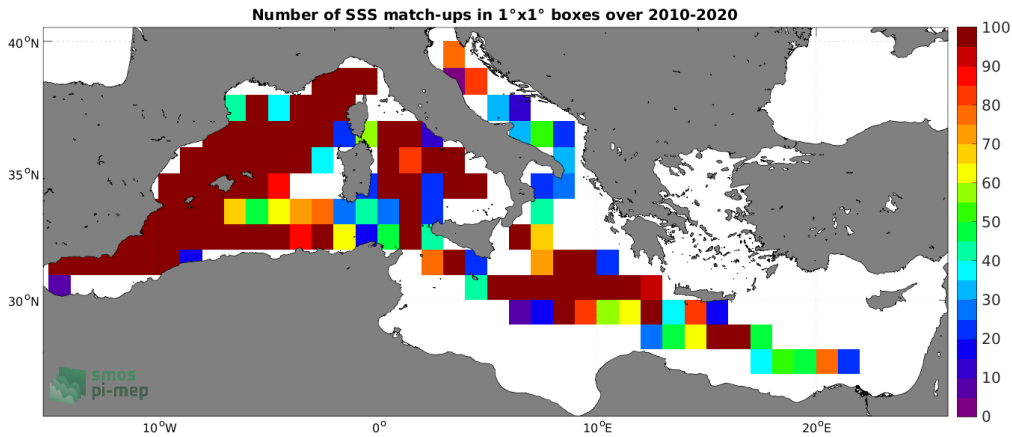 Number of SSS match-ups in 1°x1° boxes over 2010-2020
40°N
35°N
30°N
10°W
0°
10°E
20°E
100
90
80
70
60
50
40
30
20
10
0
smos
pi-mep